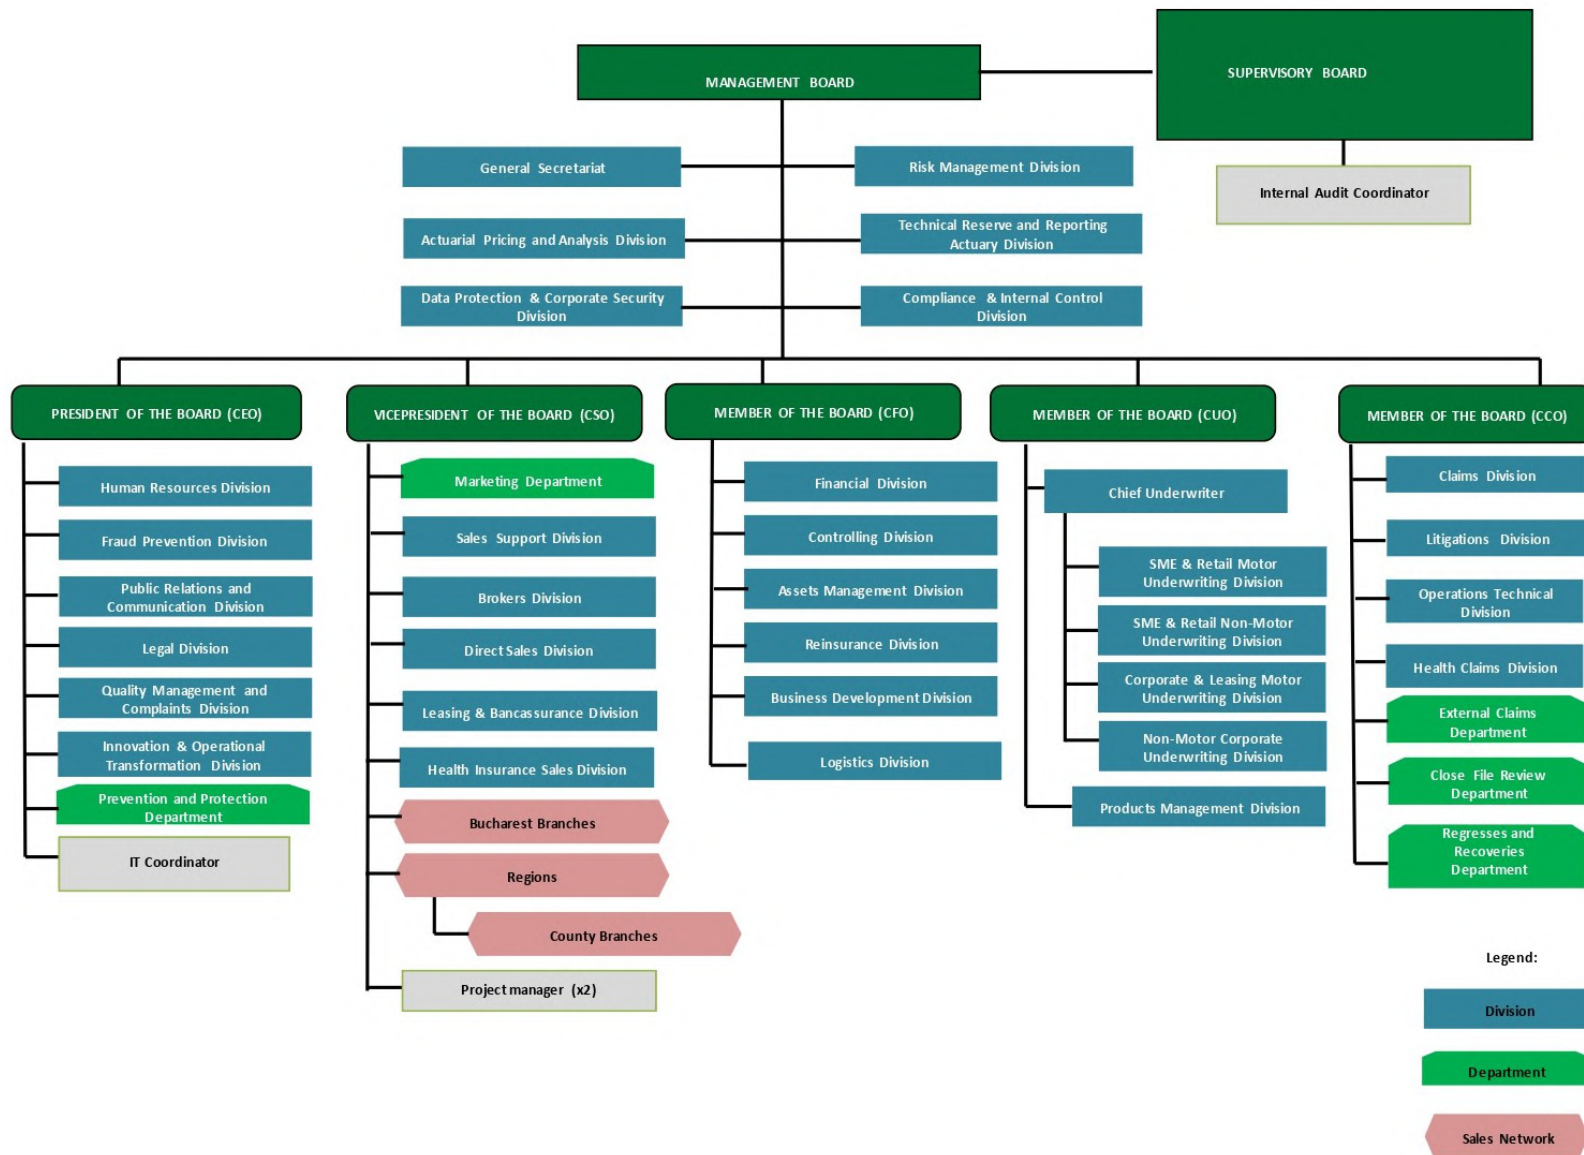 MANAGEMENT BOARD
SUPERVISORY BOARD
General Secretariat
Risk Management Division
Internal Audit Coordinator
Actuarial Pricing and Analysis Division
Technical Reserve and Reporting
Actuary Division
Data Protection & Corporate Security
Division
Compliance & Internal Control
Division
PRESIDENT OF THE BOARD (CEO)
Human Resources Division
Fraud Prevention Division
Public Relations and
Communication Division
Legal Division
Quality Management and
Complaints Division
Innovation & Operational
Transformation Division
Prevention and Protection
Department
IT Coordinator
VICEPRESIDENT OF THE BOARD (CSO)
Marketing Department
Sales Support Division
Brokers Division
Direct Sales Division
Leasing & Bancassurance Division
Health Insurance Sales Division
Bucharest Branches
Regions
County Branches
Project manager (x2)
MEMBER OF THE BOARD (CFO)
Financial Division
Controlling Division
Assets Management Division
Reinsurance Division
Business Development Division
Logistics Division
MEMBER OF THE BOARD (CUO)
Chief Underwriter
SME & Retail Motor
Underwriting Division
SME & Retail Non-Motor
Underwriting Division
Corporate & Leasing Motor
Underwriting Division
Non-Motor Corporate
Underwriting Division
Products Management Division
MEMBER OF THE BOARD (CCO)
Claims Division
Litigations Division
Operations Technical
Division
Health Claims Division
External Claims
Department
Close File Review
Department
Regresses and
Recoveries
Department
Legend:
Division
Department
Sales Network